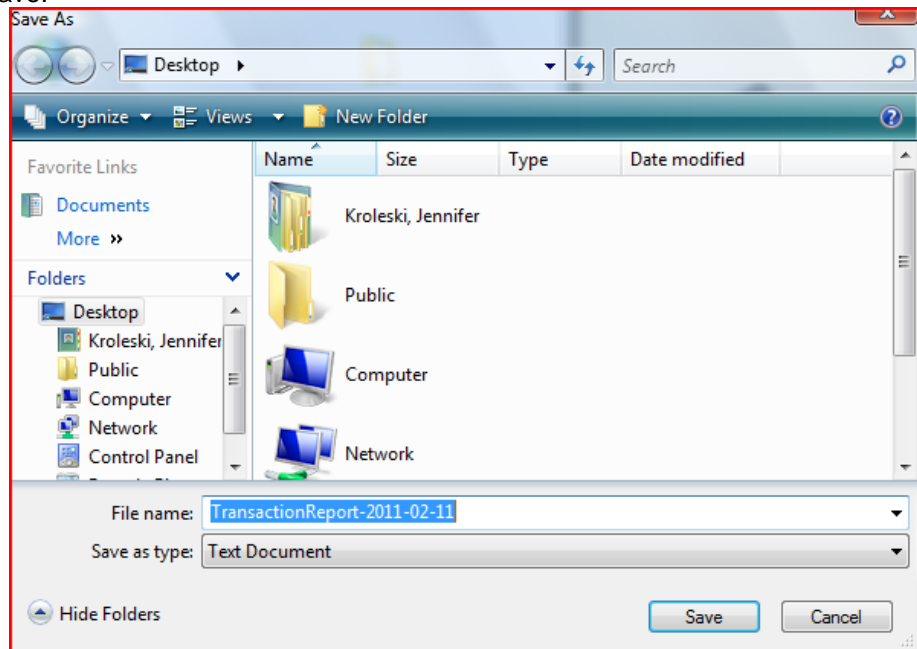 Save As
Desktop
Search
Organize Views New Folder
Favorite Links
Documents
More »
Folders
Desktop
Kroleski, Jennifer
Public
Computer
Network
Control Panel
Name Size Type Date modified
Kroleski, Jennifer
Public
Computer
Network
File name: TransactionReport-2011-02-11
Save as type: Text Document
Hide Folders
Save Cancel